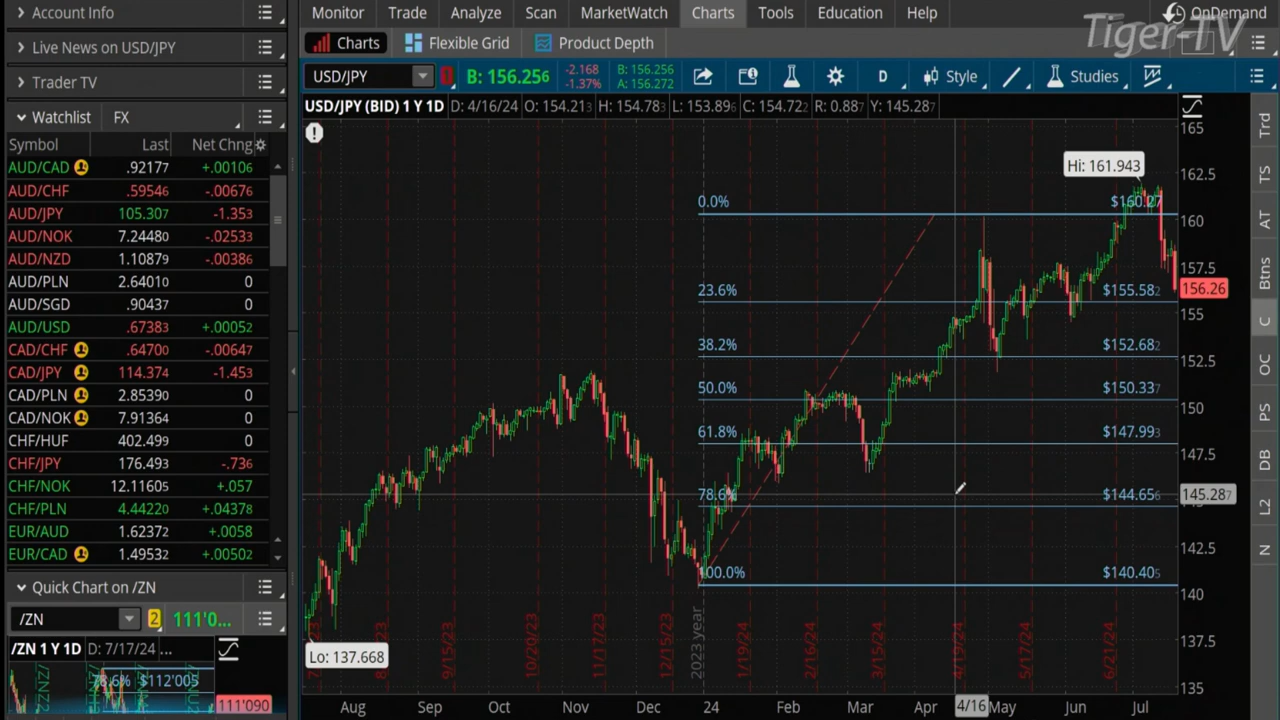 Account Info
Live News on USD/JPY
Trader TV
Watchlist FX
Symbol Last Net Chng
AUD/CAD .92177 +.00106
AUD/CHF .59546 -.00676
AUD/JPY 105.307 -1.353
AUD/NOK 7.24480 -.02533
AUD/NZD 1.10879 -.00386
AUD/PLN 2.64010 0
AUD/SGD .90437 0
AUD/USD .67383 +.00052
CAD/CHF .64700 -.00647
CAD/JPY 114.374 -1.453
CAD/PLN 2.85390 0
CAD/NOK 7.91364 0
CHF/HUF 402.499 0
CHF/JPY 176.493 -.736
CHF/NOK 12.11605 +.057
CHF/PLN 4.44220 +.04378
EUR/AUD 1.62372 +.0058
EUR/CAD 1.49532 +.00502
Quick Chart on /ZN
/ZN 2 111'0...
/ZN 1 Y 1D D: 7/17/24 ...
78.6% $112'005
111'090
Monitor Trade Analyze Scan MarketWatch Charts Tools Education Help OnDemand
Tiger-TV
Charts Flexible Grid Product Depth
USD/JPY B: 156.256 -2.168 -1.37% B: 156.256 A: 156.272 D Style Studies
USD/JPY (BID) 1 Y 1D D: 4/16/24 O: 154.213 H: 154.783 L: 153.896 C: 154.722 R: 0.887 Y: 145.287
Hi: 161.943
0.0% $160.27
23.6% $155.582
38.2% $152.682
50.0% $150.337
61.8% $147.993
78.6% $144.656
100.0% $140.405
Lo: 137.668
165
162.5
160
157.5
156.26
155
152.5
150
147.5
145.287
142.5
140
137.5
135
8/18/23
9/15/23
10/20/23
11/17/23
12/15/23
2023 year
1/19/24
2/16/24
3/15/24
4/19/24
5/17/24
6/21/24
Aug Sep Oct Nov Dec 24 Feb Mar Apr 4/16 May Jun Jul
Trd
TS
AT
Btns
C
OC
PS
DB
L2
N